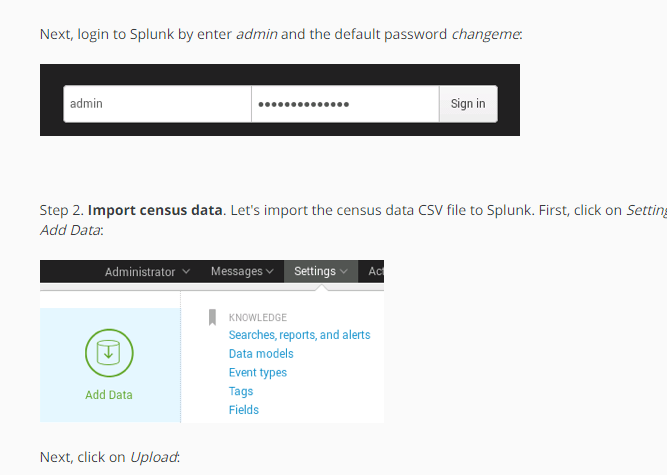 Next, login to Splunk by enter admin and the default password changeme:
admin
••••••••••••••
Sign in
Step 2. Import census data. Let's import the census data CSV file to Splunk. First, click on
Add Data:
Administrator Messages Settings
KNOWLEDGE
Searches, reports, and alerts
Data models
Event types
Tags
Fields
Add Data
Next, click on Upload: